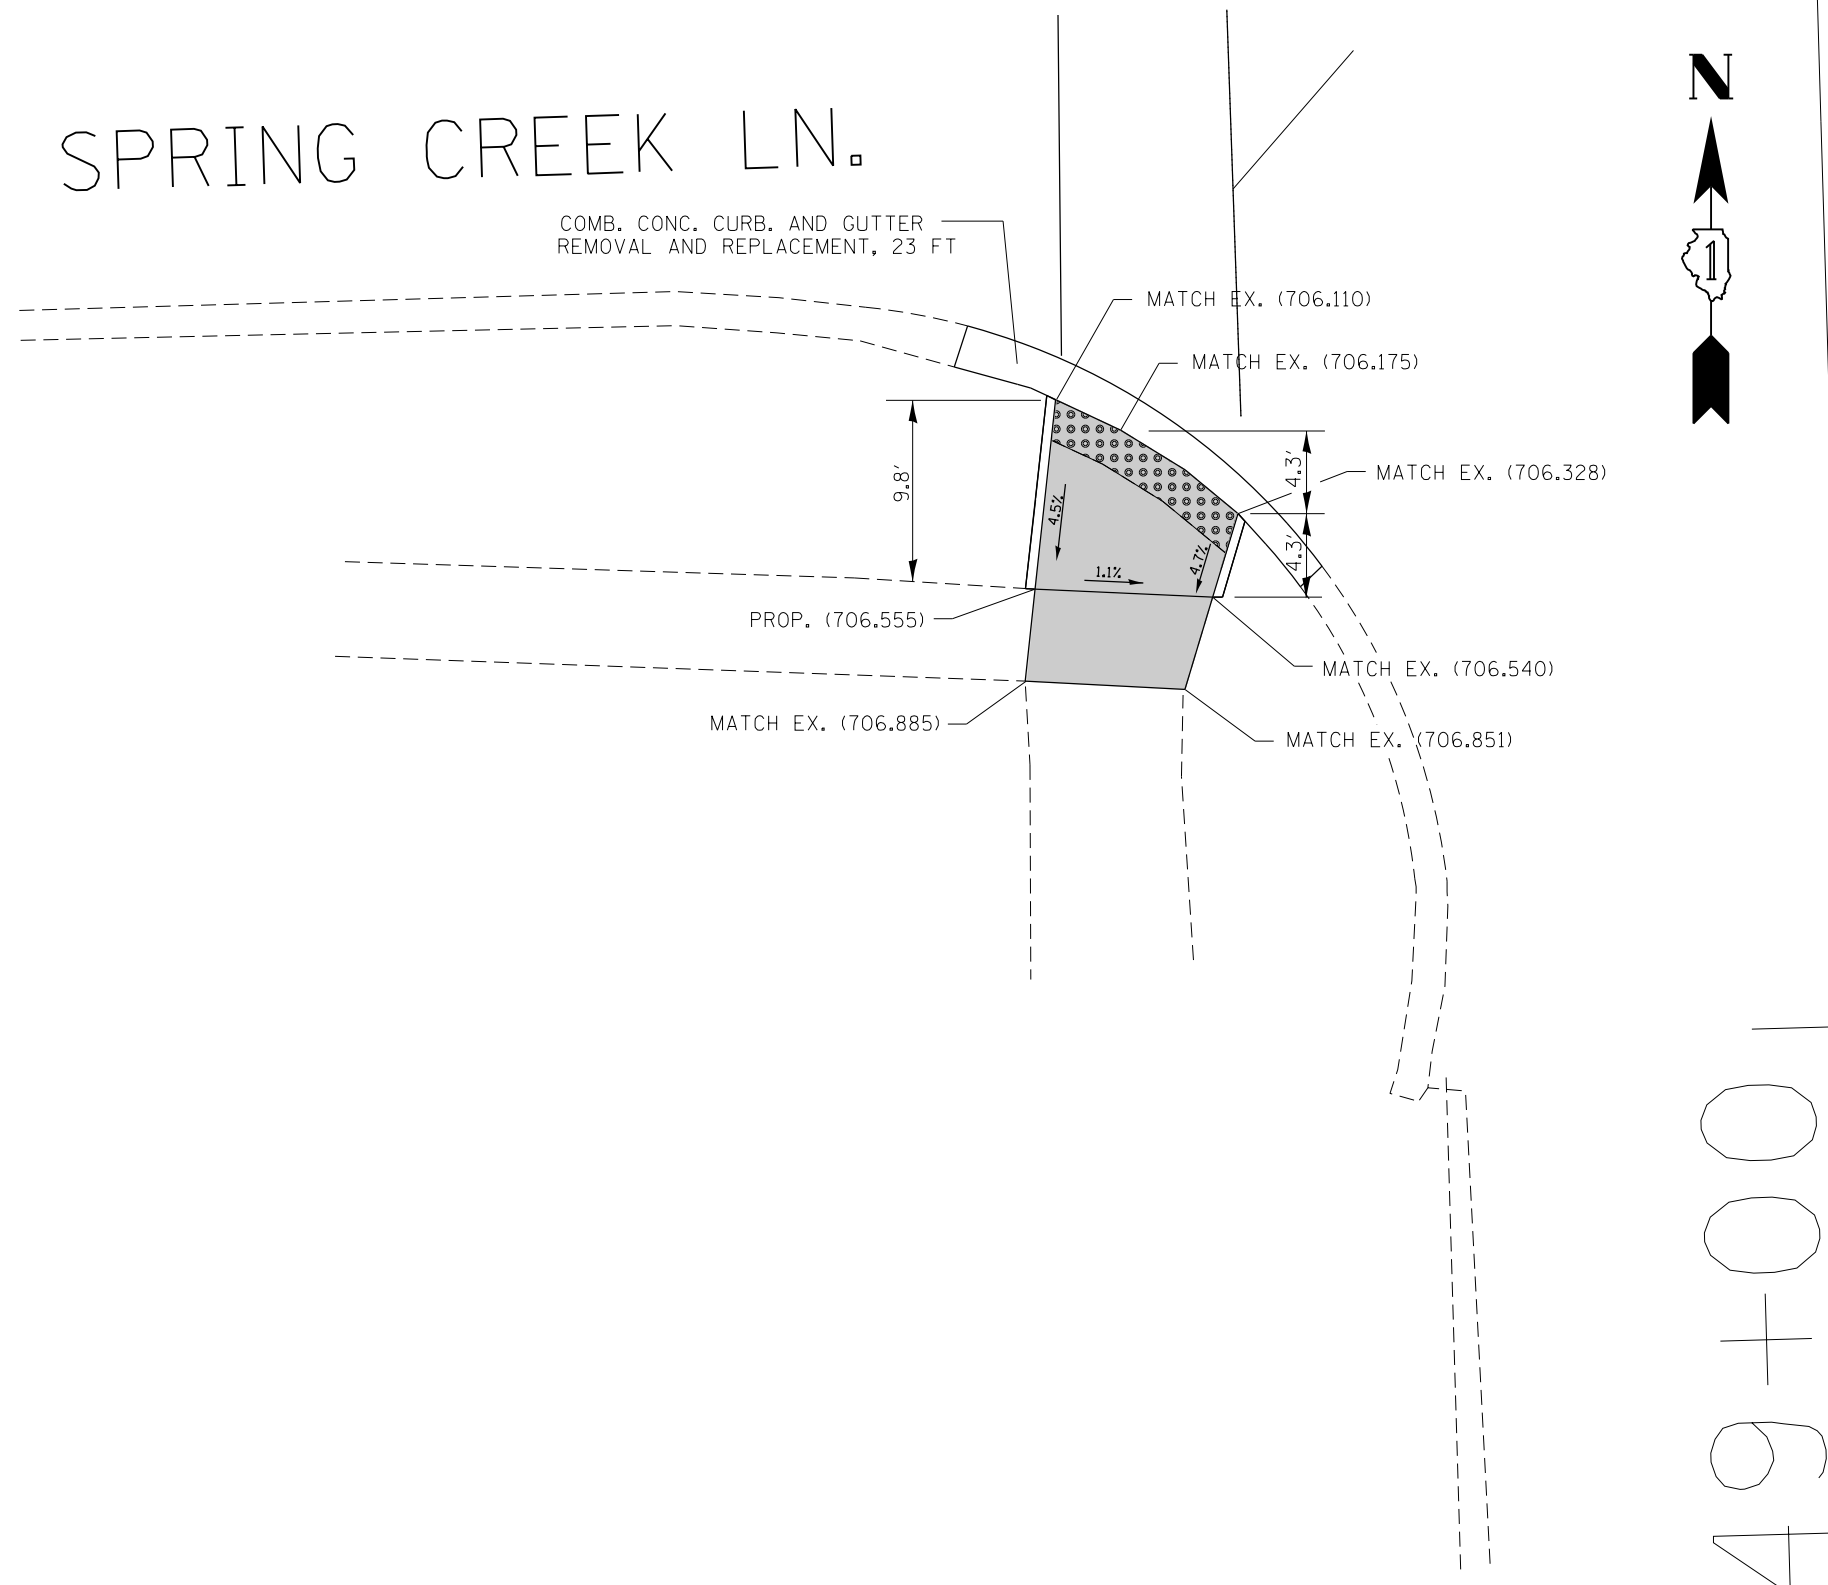 N
SPRING CREEK LN.
COMB. CONC. CURB. AND GUTTER
REMOVAL AND REPLACEMENT, 23 FT
1
MATCH EX. (706.110)
MATCH EX. (706.175)
9.8'
4.3'
MATCH EX. (706.328)
4.5%
4.3'
4.7%
1.1%
PROP. (706.555)
MATCH EX. (706.540)
MATCH EX. (706.885)
MATCH EX. (706.851)
49+00